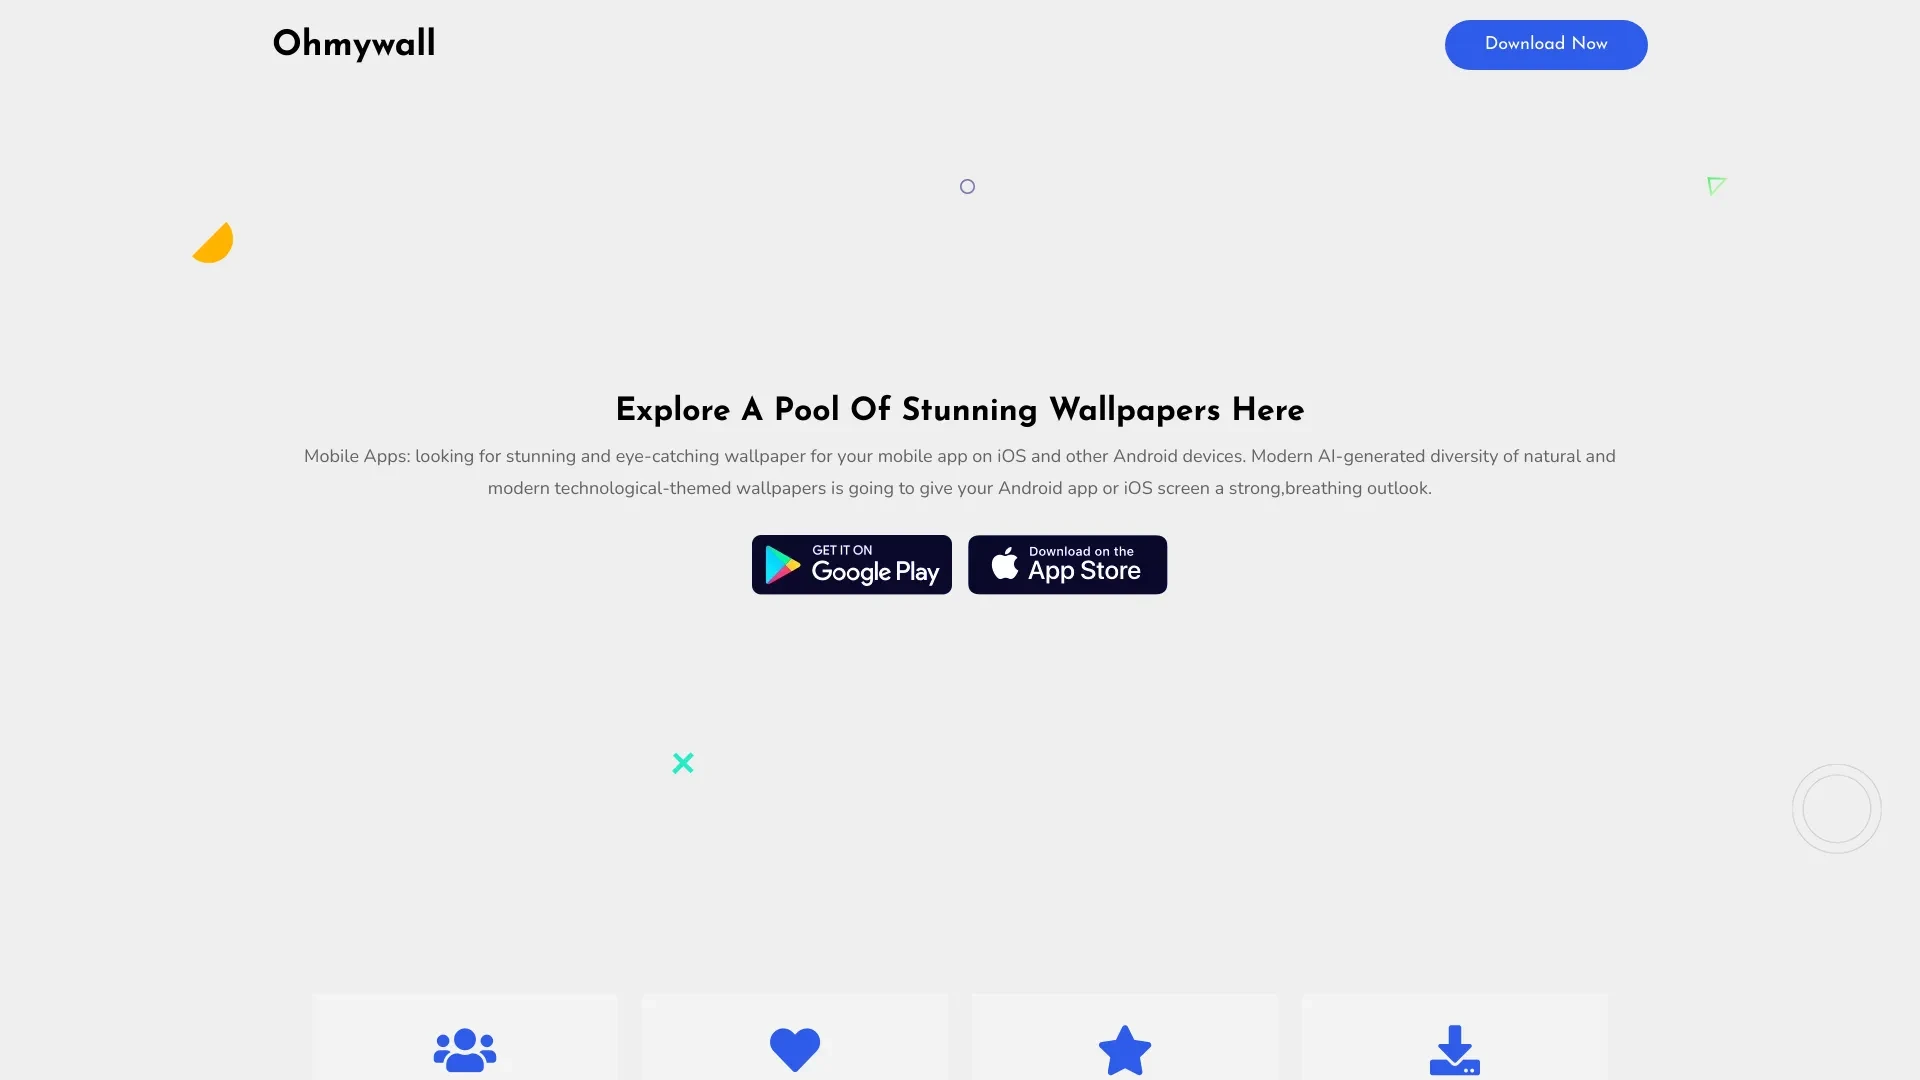 Ohmywall
Download Now
Explore A Pool Of Stunning Wallpapers Here
Mobile Apps: looking for stunning and eye-catching wallpaper for your mobile app on iOS and other Android devices. Modern AI-generated diversity of natural and
modern technological-themed wallpapers is going to give your Android app or iOS screen a strong,breathing outlook.
GET IT ON
Google Play
Download on the
App Store